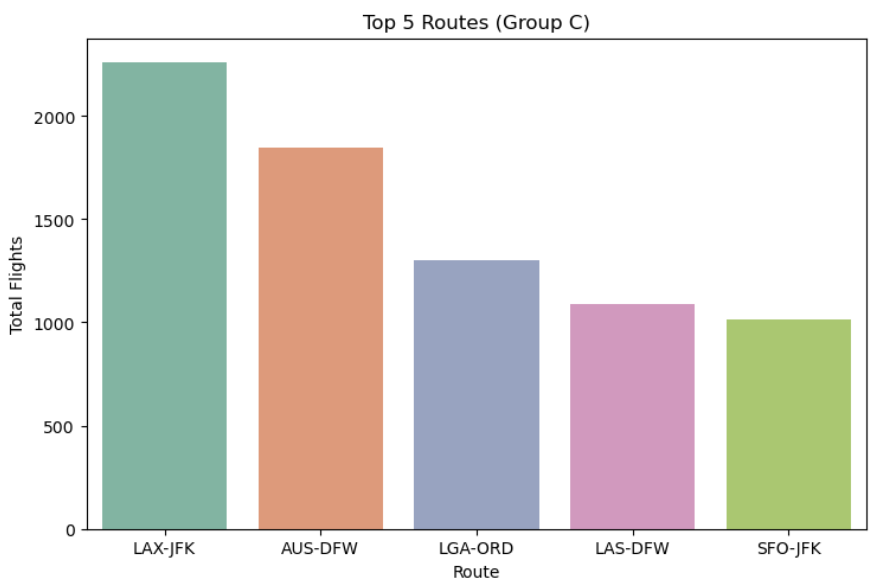 Top 5 Routes (Group C)
Total Flights
2000
1500
1000
500
0
LAX-JFK AUS-DFW LGA-ORD LAS-DFW SFO-JFK
Route